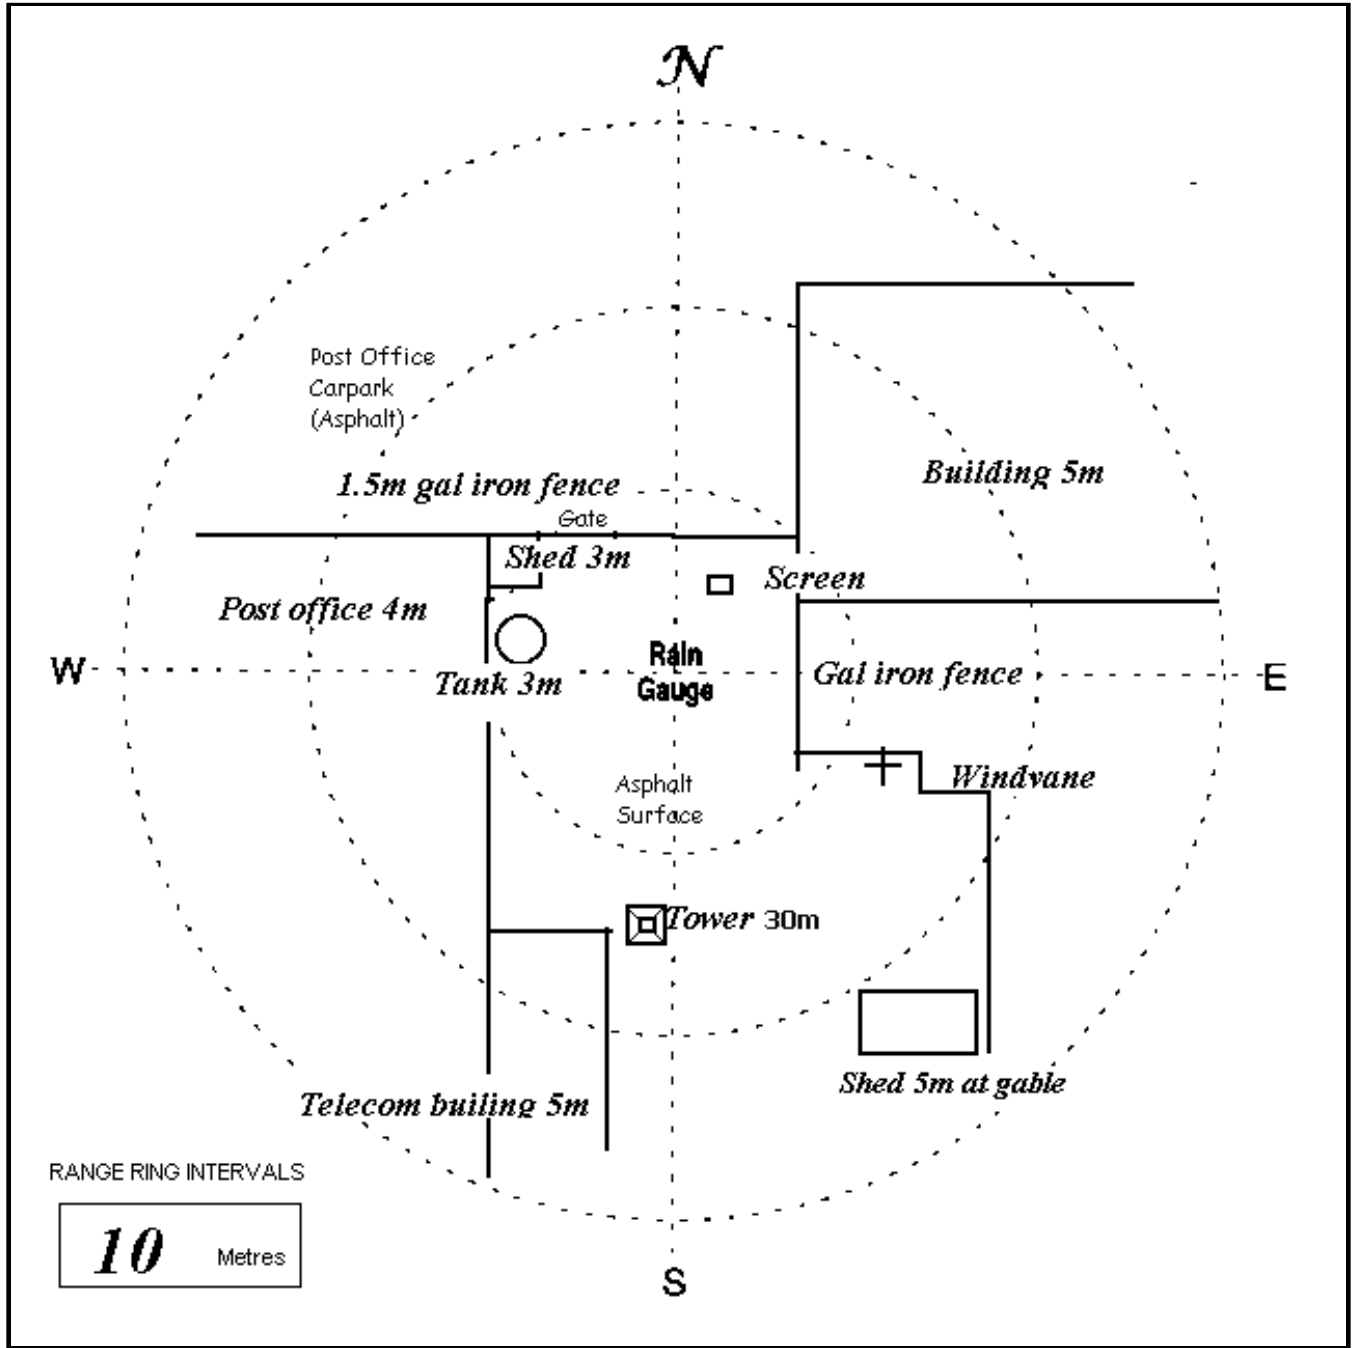 N
Post Office
Carpark
(Asphalt)
1.5m gal iron fence
Building 5m
Gate
Shed 3m
Screen
Post office 4m
Rain
Gauge
W
Tank 3m
Gal iron fence
E
Asphalt
Surface
Windvane
Tower 30m
Shed 5m at gable
Telecom builing 5m
RANGE RING INTERVALS
10 Metres
S